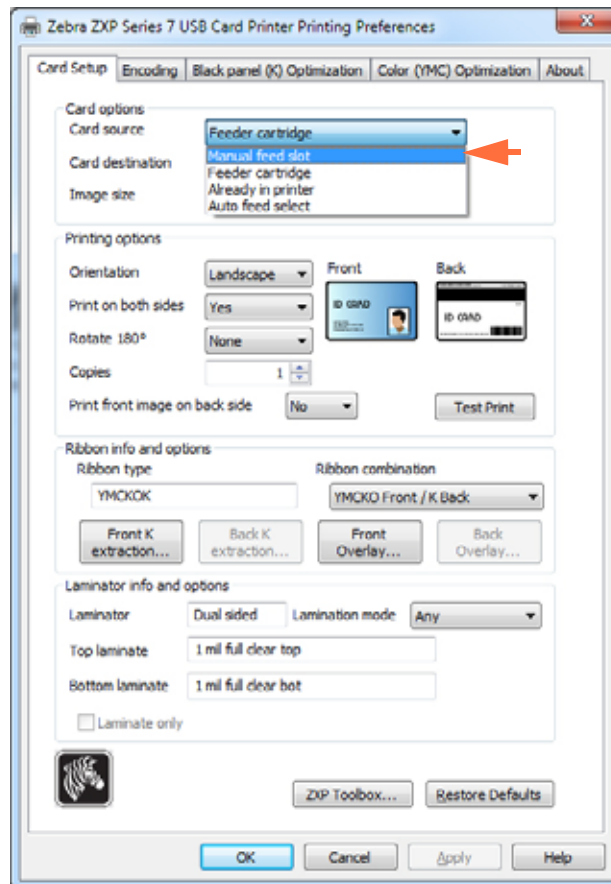 Zebra ZXP Series 7 USB Card Printer Printing Preferences
Card Setup Encoding Black panel (K) Optimization Color (YMC) Optimization About
Card options
Card source Feeder cartridge
Manual feed slot
Card destination
Feeder cartridge
Already in printer
Image size
Auto feed select
Printing options
Orientation Landscape Front Back
Print on both sides Yes
ID CARD
ID CARD
Rotate 180° None
Copies 1
Print front image on back side No Test Print
Ribbon info and options
Ribbon type Ribbon combination
YMCKOK YMCKO Front / K Back
Front K extraction... Back K extraction... Front Overlay... Back Overlay...
Laminator info and options
Laminator Dual sided Lamination mode Any
Top laminate 1 mil full clear top
Bottom laminate 1 mil full clear bot
Laminate only
ZXP Toolbox... Restore Defaults
OK Cancel Apply Help